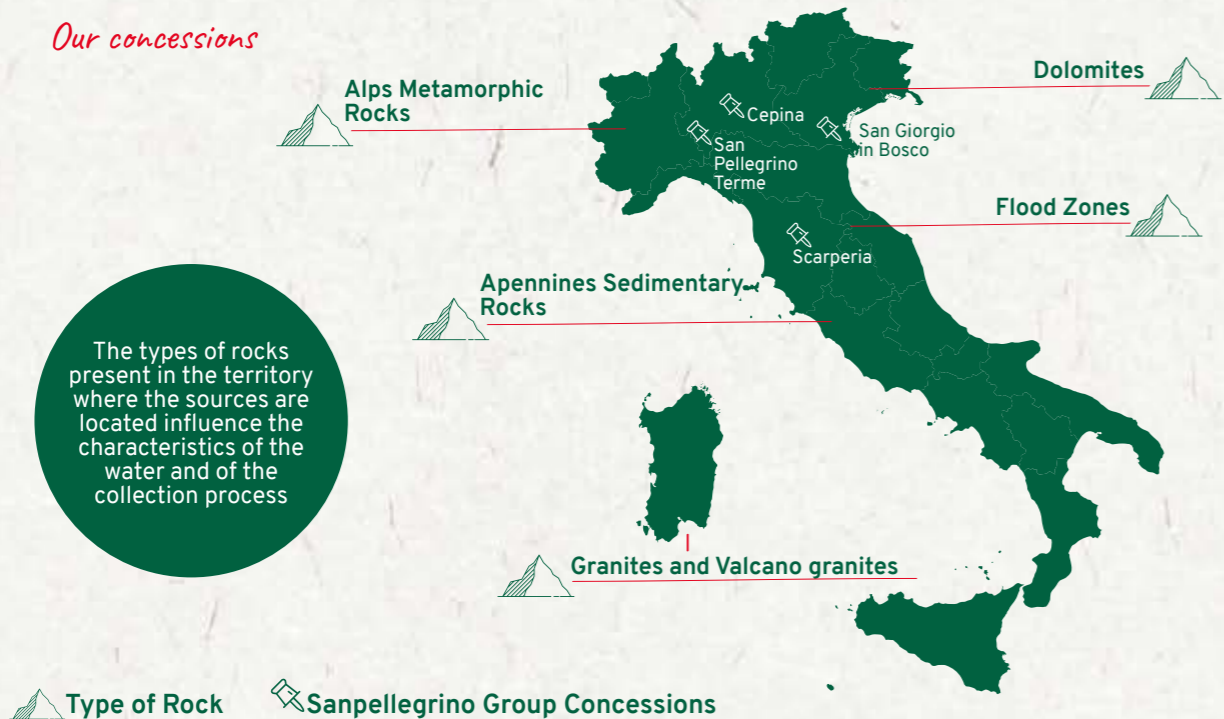 Our concessions
Alps Metamorphic
Rocks
Dolomites
Cepina
San Giorgio
in Bosco
San
Pellegrino
Terme
Flood Zones
Scarperia
Apennines Sedimentary
Rocks
The types of rocks
present in the territory
where the sources are
located influence the
characteristics of the
water and of the
collection process
Granites and Valcano granites
Type of Rock
Sanpellegrino Group Concessions